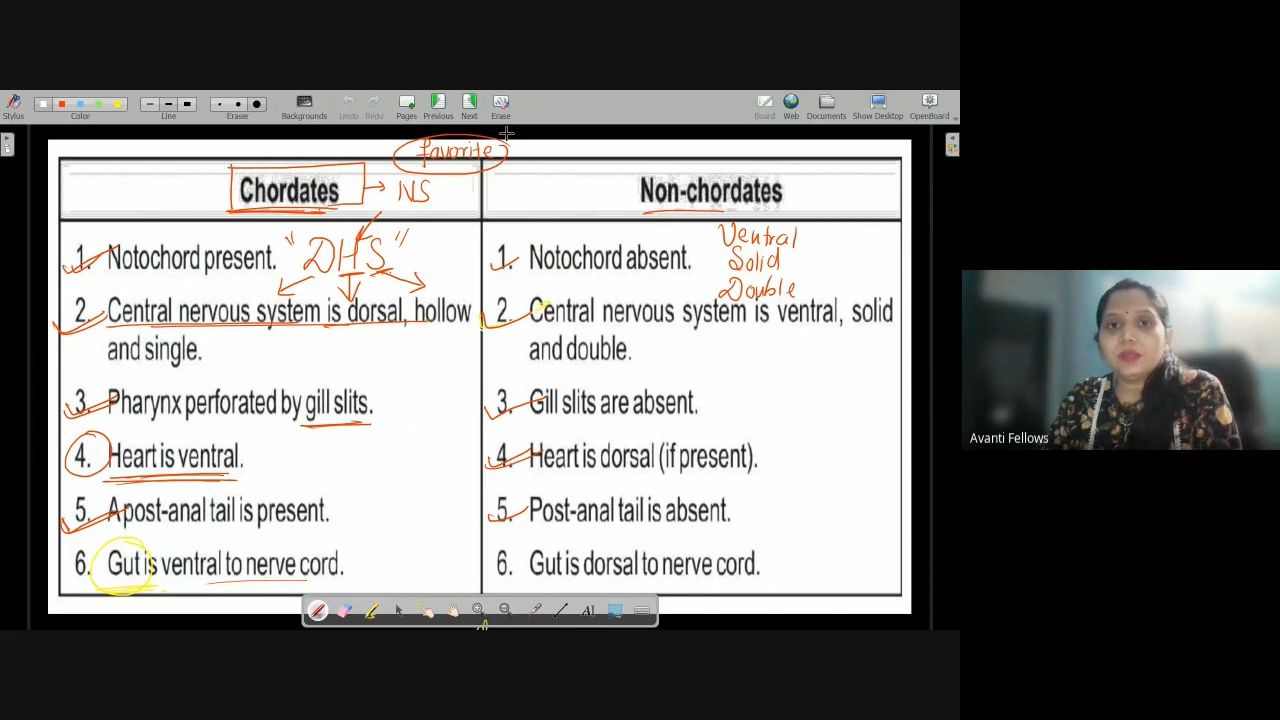 Stylus
Color
Line
Eraser
Backgrounds
Undo
Redo
Pages
Previous
Next
Erase
Board
Web
Documents
Show Desktop
OpenBoard
favorite
Chordates
NS
Non-chordates
1. Notochord present.
"DHS"
2. Central nervous system is dorsal, hollow
and single.
3. Pharynx perforated by gill slits.
4. Heart is ventral.
5. A post-anal tail is present.
6. Gut is ventral to nerve cord.
Ventral
Solid
Double
1. Notochord absent.
2. Central nervous system is ventral, solid
and double.
3. Gill slits are absent.
4. Heart is dorsal (if present).
5. Post-anal tail is absent.
6. Gut is dorsal to nerve cord.
AI
Avanti Fellows